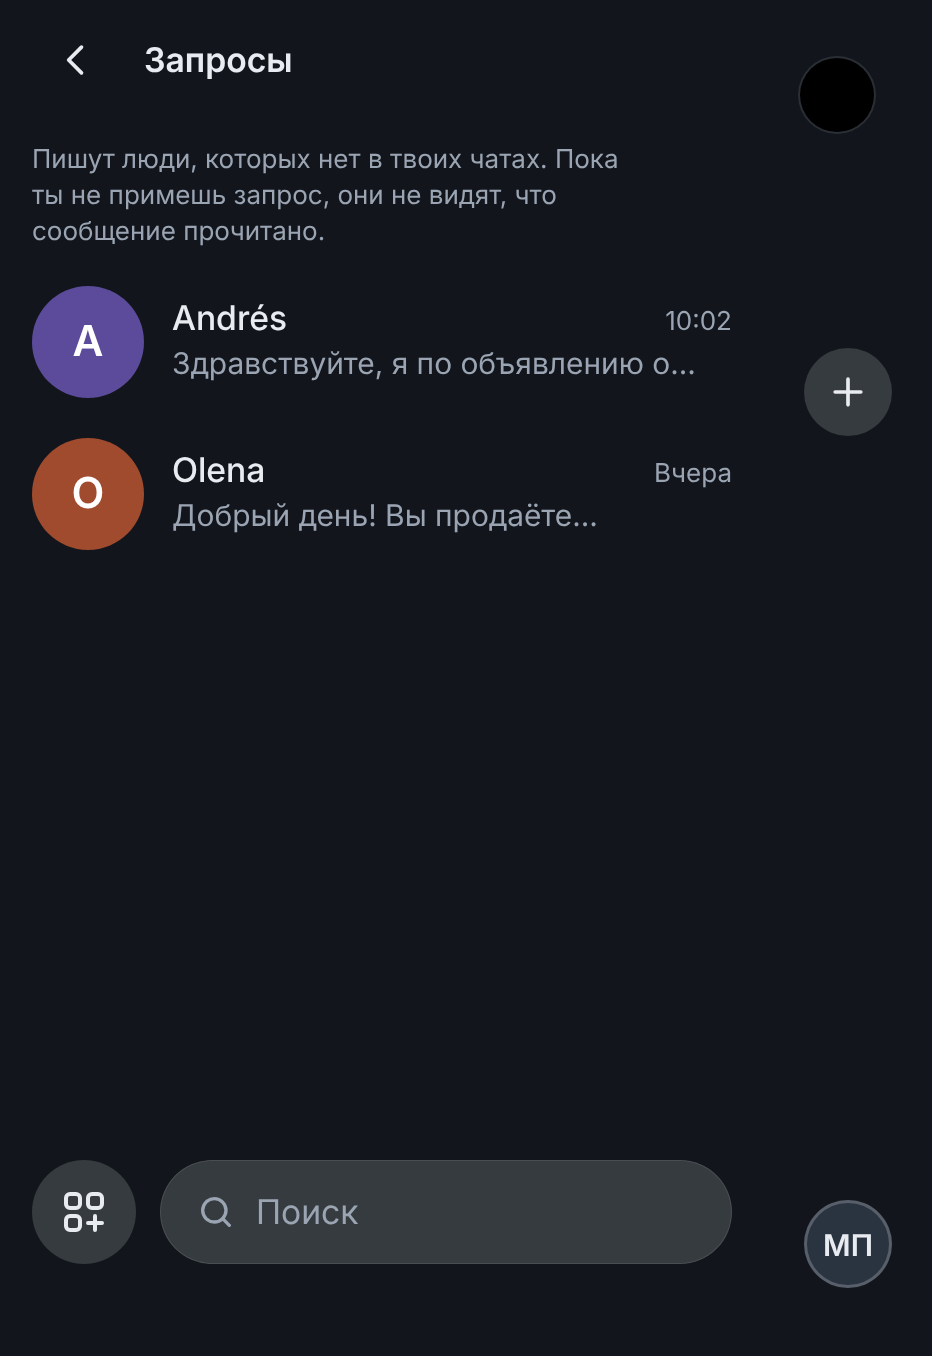 Запросы
Пишут люди, которых нет в твоих чатах. Пока
ты не примешь запрос, они не видят, что
сообщение прочитано.
A
Andrés
10:02
Здравствуйте, я по объявлению о...
O
Olena
Вчера
Добрый день! Вы продаёте...
Поиск
МП